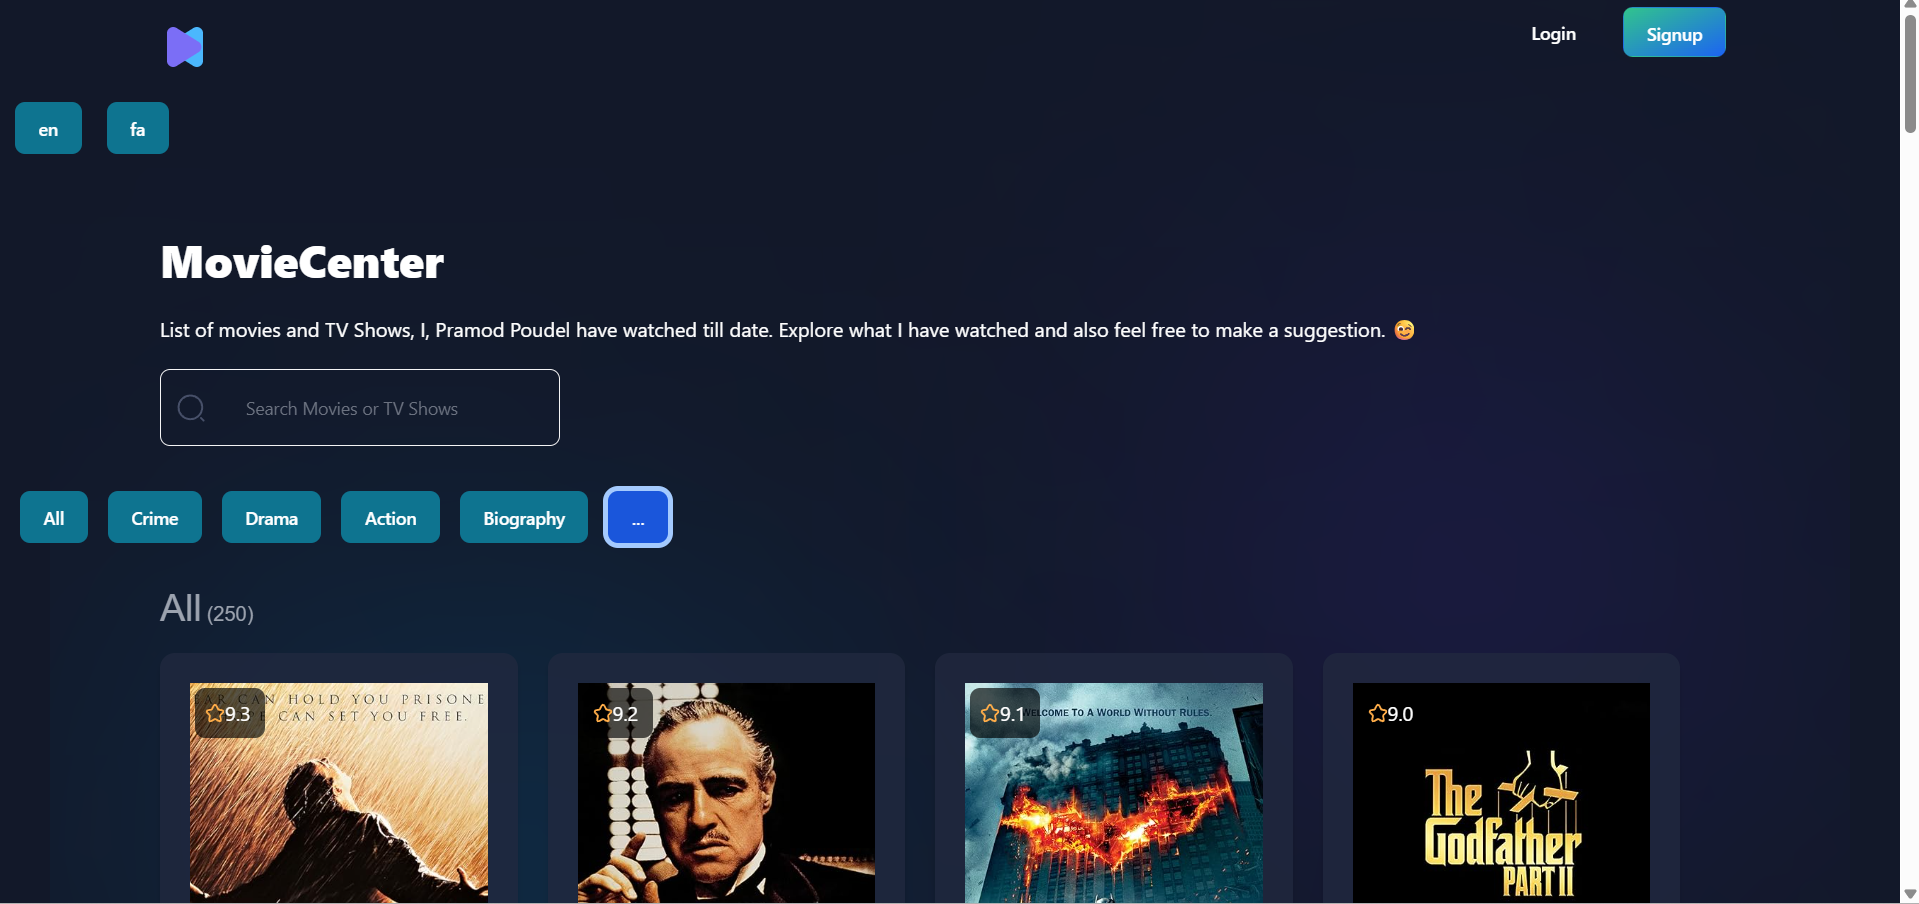 Login
Signup
en
fa
MovieCenter
List of movies and TV Shows, I, Pramod Poudel have watched till date. Explore what I have watched and also feel free to make a suggestion. 😉
Search Movies or TV Shows
All
Crime
Drama
Action
Biography
...
All (250)
9.3
CAN HOLD YOU PRISONE
CAN SET YOU FREE.
9.2
9.1
WELCOME TO A WORLD WITHOUT RULES.
9.0
The
Godfather
PART II